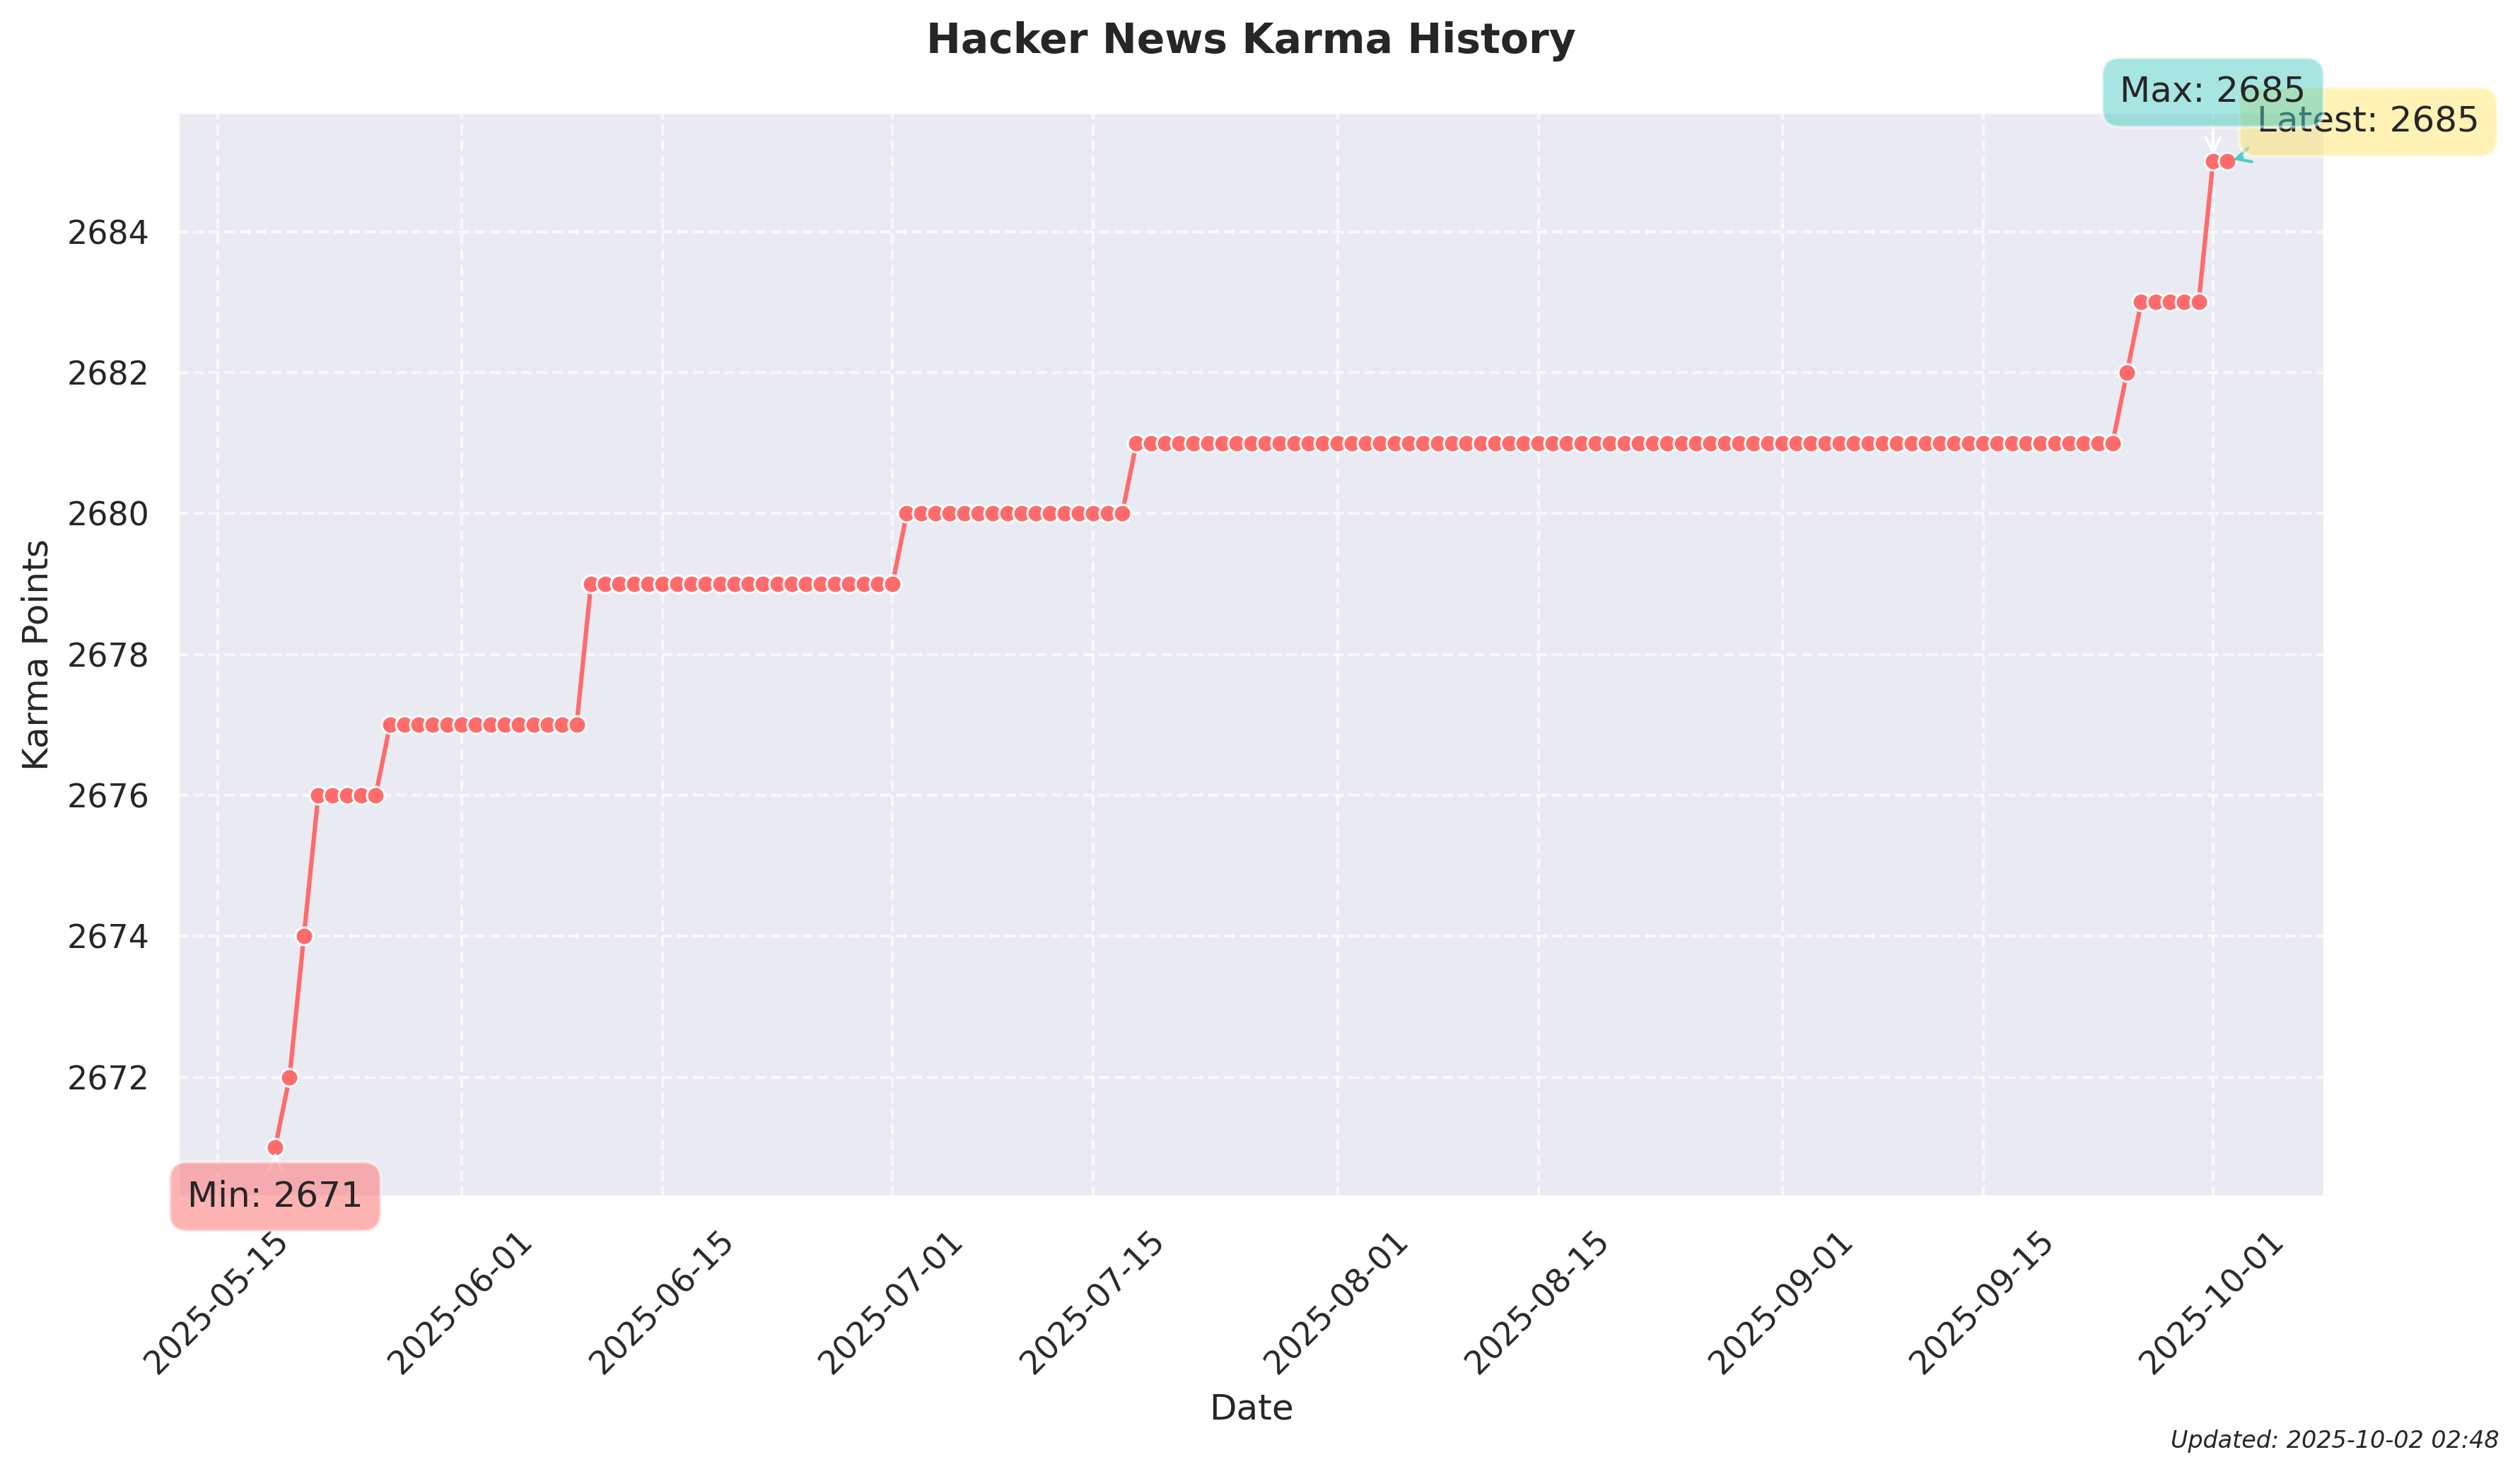 Hacker News Karma History
Max: 2685
Latest: 2685
2684
2682
2680
2678
2676
2674
2672
Karma Points
Min: 2671
2025-05-15
2025-06-01
2025-06-15
2025-07-01
2025-07-15
2025-08-01
2025-08-15
2025-09-01
2025-09-15
2025-10-01
Date
Updated: 2025-10-02 02:48